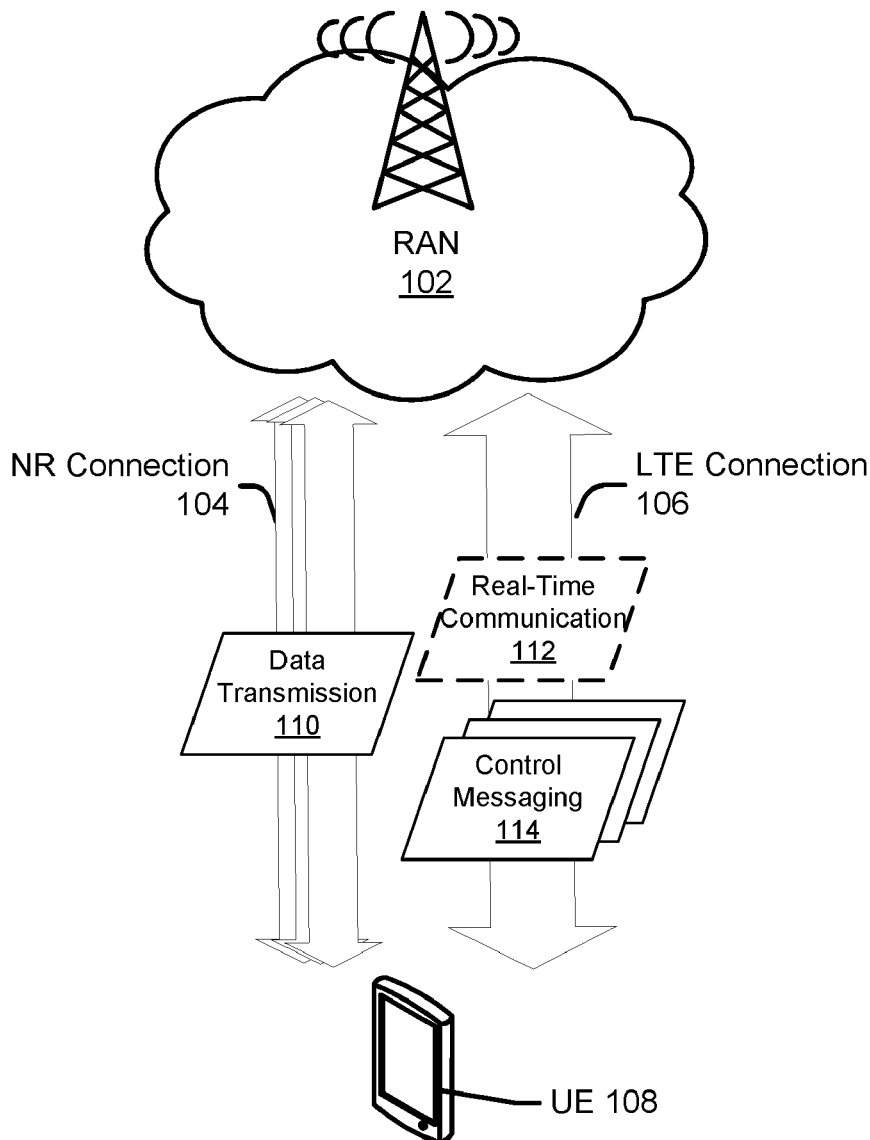 RAN
102
NR Connection
104
LTE Connection
106
Real-Time
Communication
112
Data
Transmission
110
Control
Messaging
114
UE 108